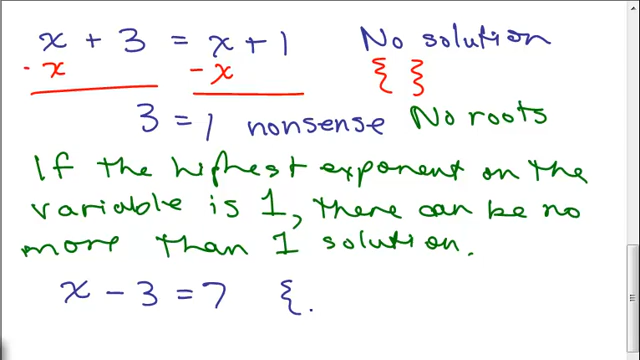 x + 3 = x + 1 No solution
- x - x { }
3 = 1 nonsense No roots
If the highest exponent on the
variable is 1, there can be no
more than 1 solution.
x - 3 = 7 { .